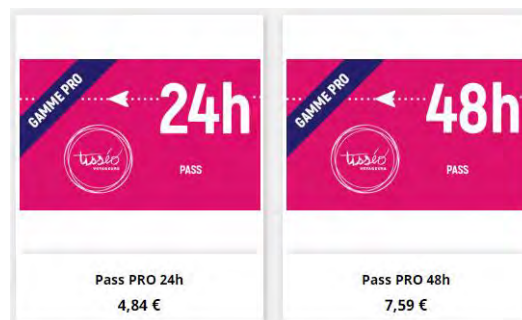 GAMME PRO
24h
tisséo
VOYAGEURS
PASS
Pass PRO 24h
4,84 €
GAMME PRO
48h
tisséo
VOYAGEURS
PASS
Pass PRO 48h
7,59 €